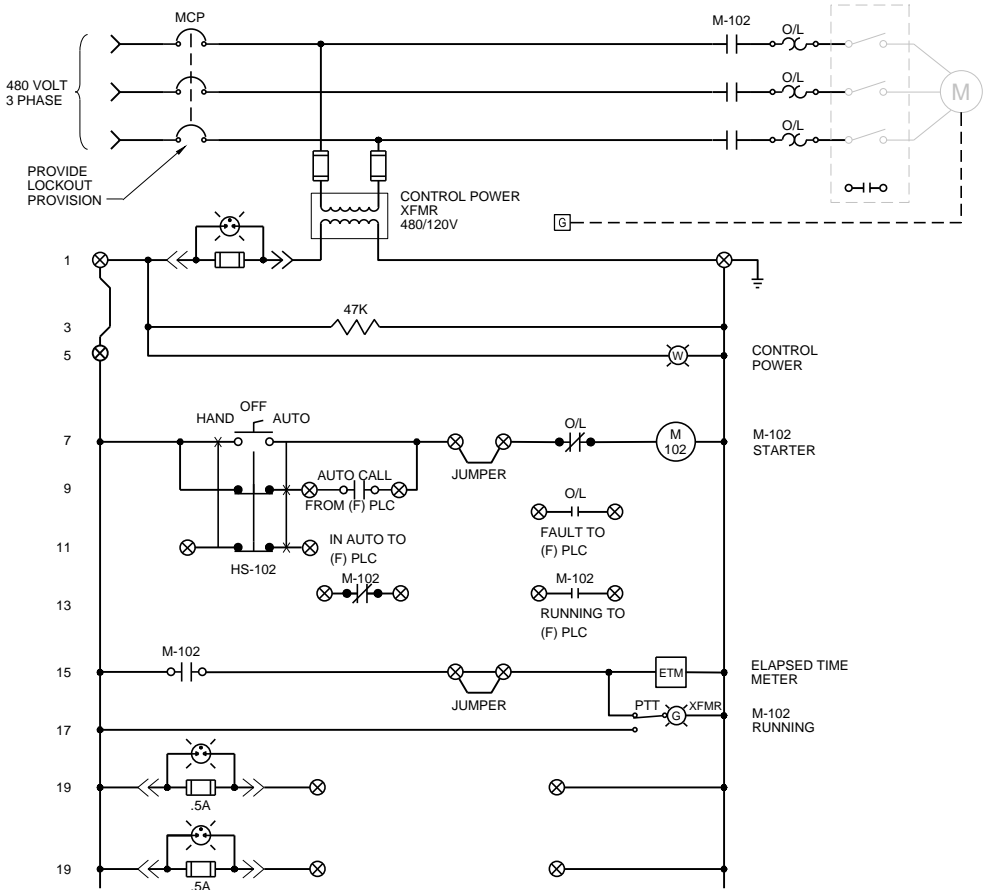 MCP
M-102
O/L
O/L
O/L
480 VOLT
3 PHASE
M
PROVIDE
LOCKOUT
PROVISION
CONTROL POWER
XFMR
480/120V
G
1
47K
3
5
W
CONTROL
POWER
HAND
OFF
AUTO
7
O/L
M
102
M-102
STARTER
JUMPER
9
AUTO CALL
FROM (F) PLC
O/L
FAULT TO
(F) PLC
11
IN AUTO TO
(F) PLC
HS-102
M-102
M-102
13
RUNNING TO
(F) PLC
M-102
15
ETM
ELAPSED TIME
METER
JUMPER
PTT
G
XFMR
M-102
RUNNING
17
19
.5A
19
.5A